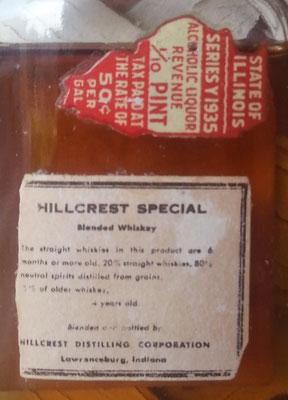 STATE OF
ILLINOIS
SERIES Y 1935
ALCOHOLIC LIQUOR
REVENUE
1/10 PINT
TAX PAID AT
THE RATE OF
50¢
PER
GAL
HILLCREST SPECIAL
Blended Whiskey
The straight whiskies in this product are 6
months or more old. 20% straight whiskies, 80%
neutral spirits distilled from grains.
of older whiskey,
4 years old.
Blended and bottled by
HILLCREST DISTILLING CORPORATION
Lawrenceburg, Indiana